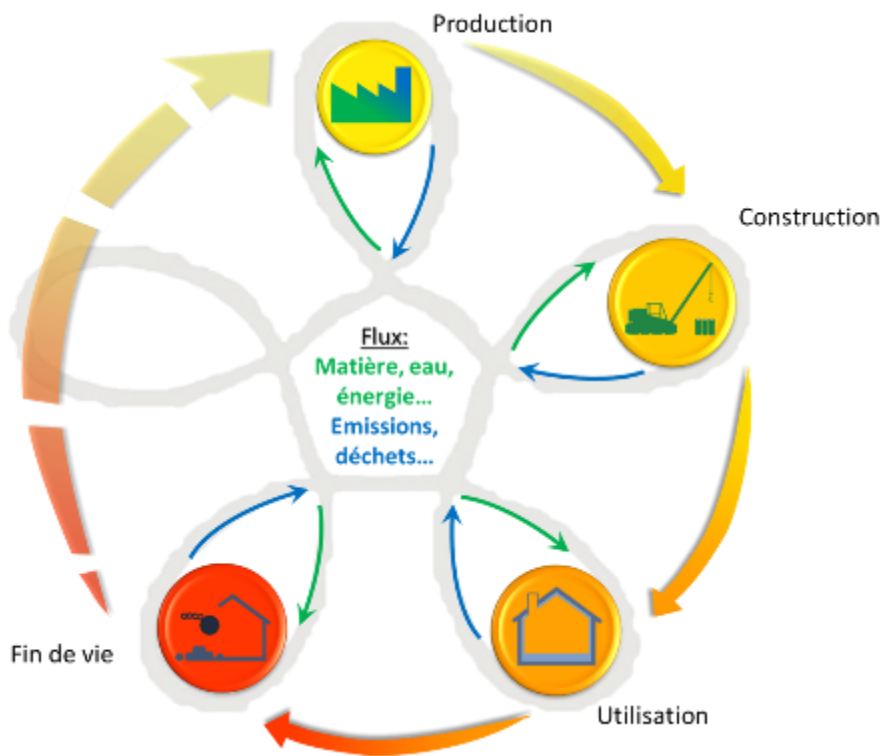 Production
Construction
Flux:
Matière, eau,
énergie...
Emissions,
déchets...
Fin de vie
Utilisation